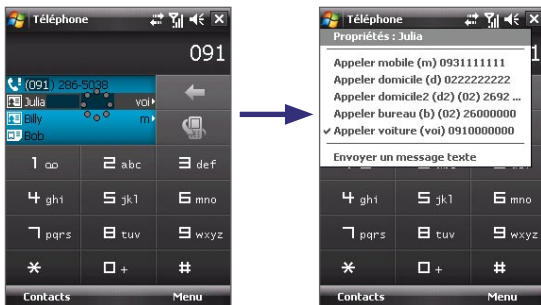 Téléphone
091
(091) 286-5038
Julia voi
Billy m
Bob
1 2 abc 3 def
4 ghi 5 jkl 6 mno
7 pqrs 8 tuv 9 wxyz
* 0 + #
Contacts Menu
Téléphone
Propriétés : Julia
1
Appeler mobile (m) 0931111111
Appeler domicile (d) 0222222222
Appeler domicile2 (d2) (02) 2692 ...
Appeler bureau (b) (02) 26000000
Appeler voiture (voi) 0910000000
Envoyer un message texte
4 ghi 5 jkl 6 mno
7 pqrs 8 tuv 9 wxyz
* 0 + #
Contacts Menu